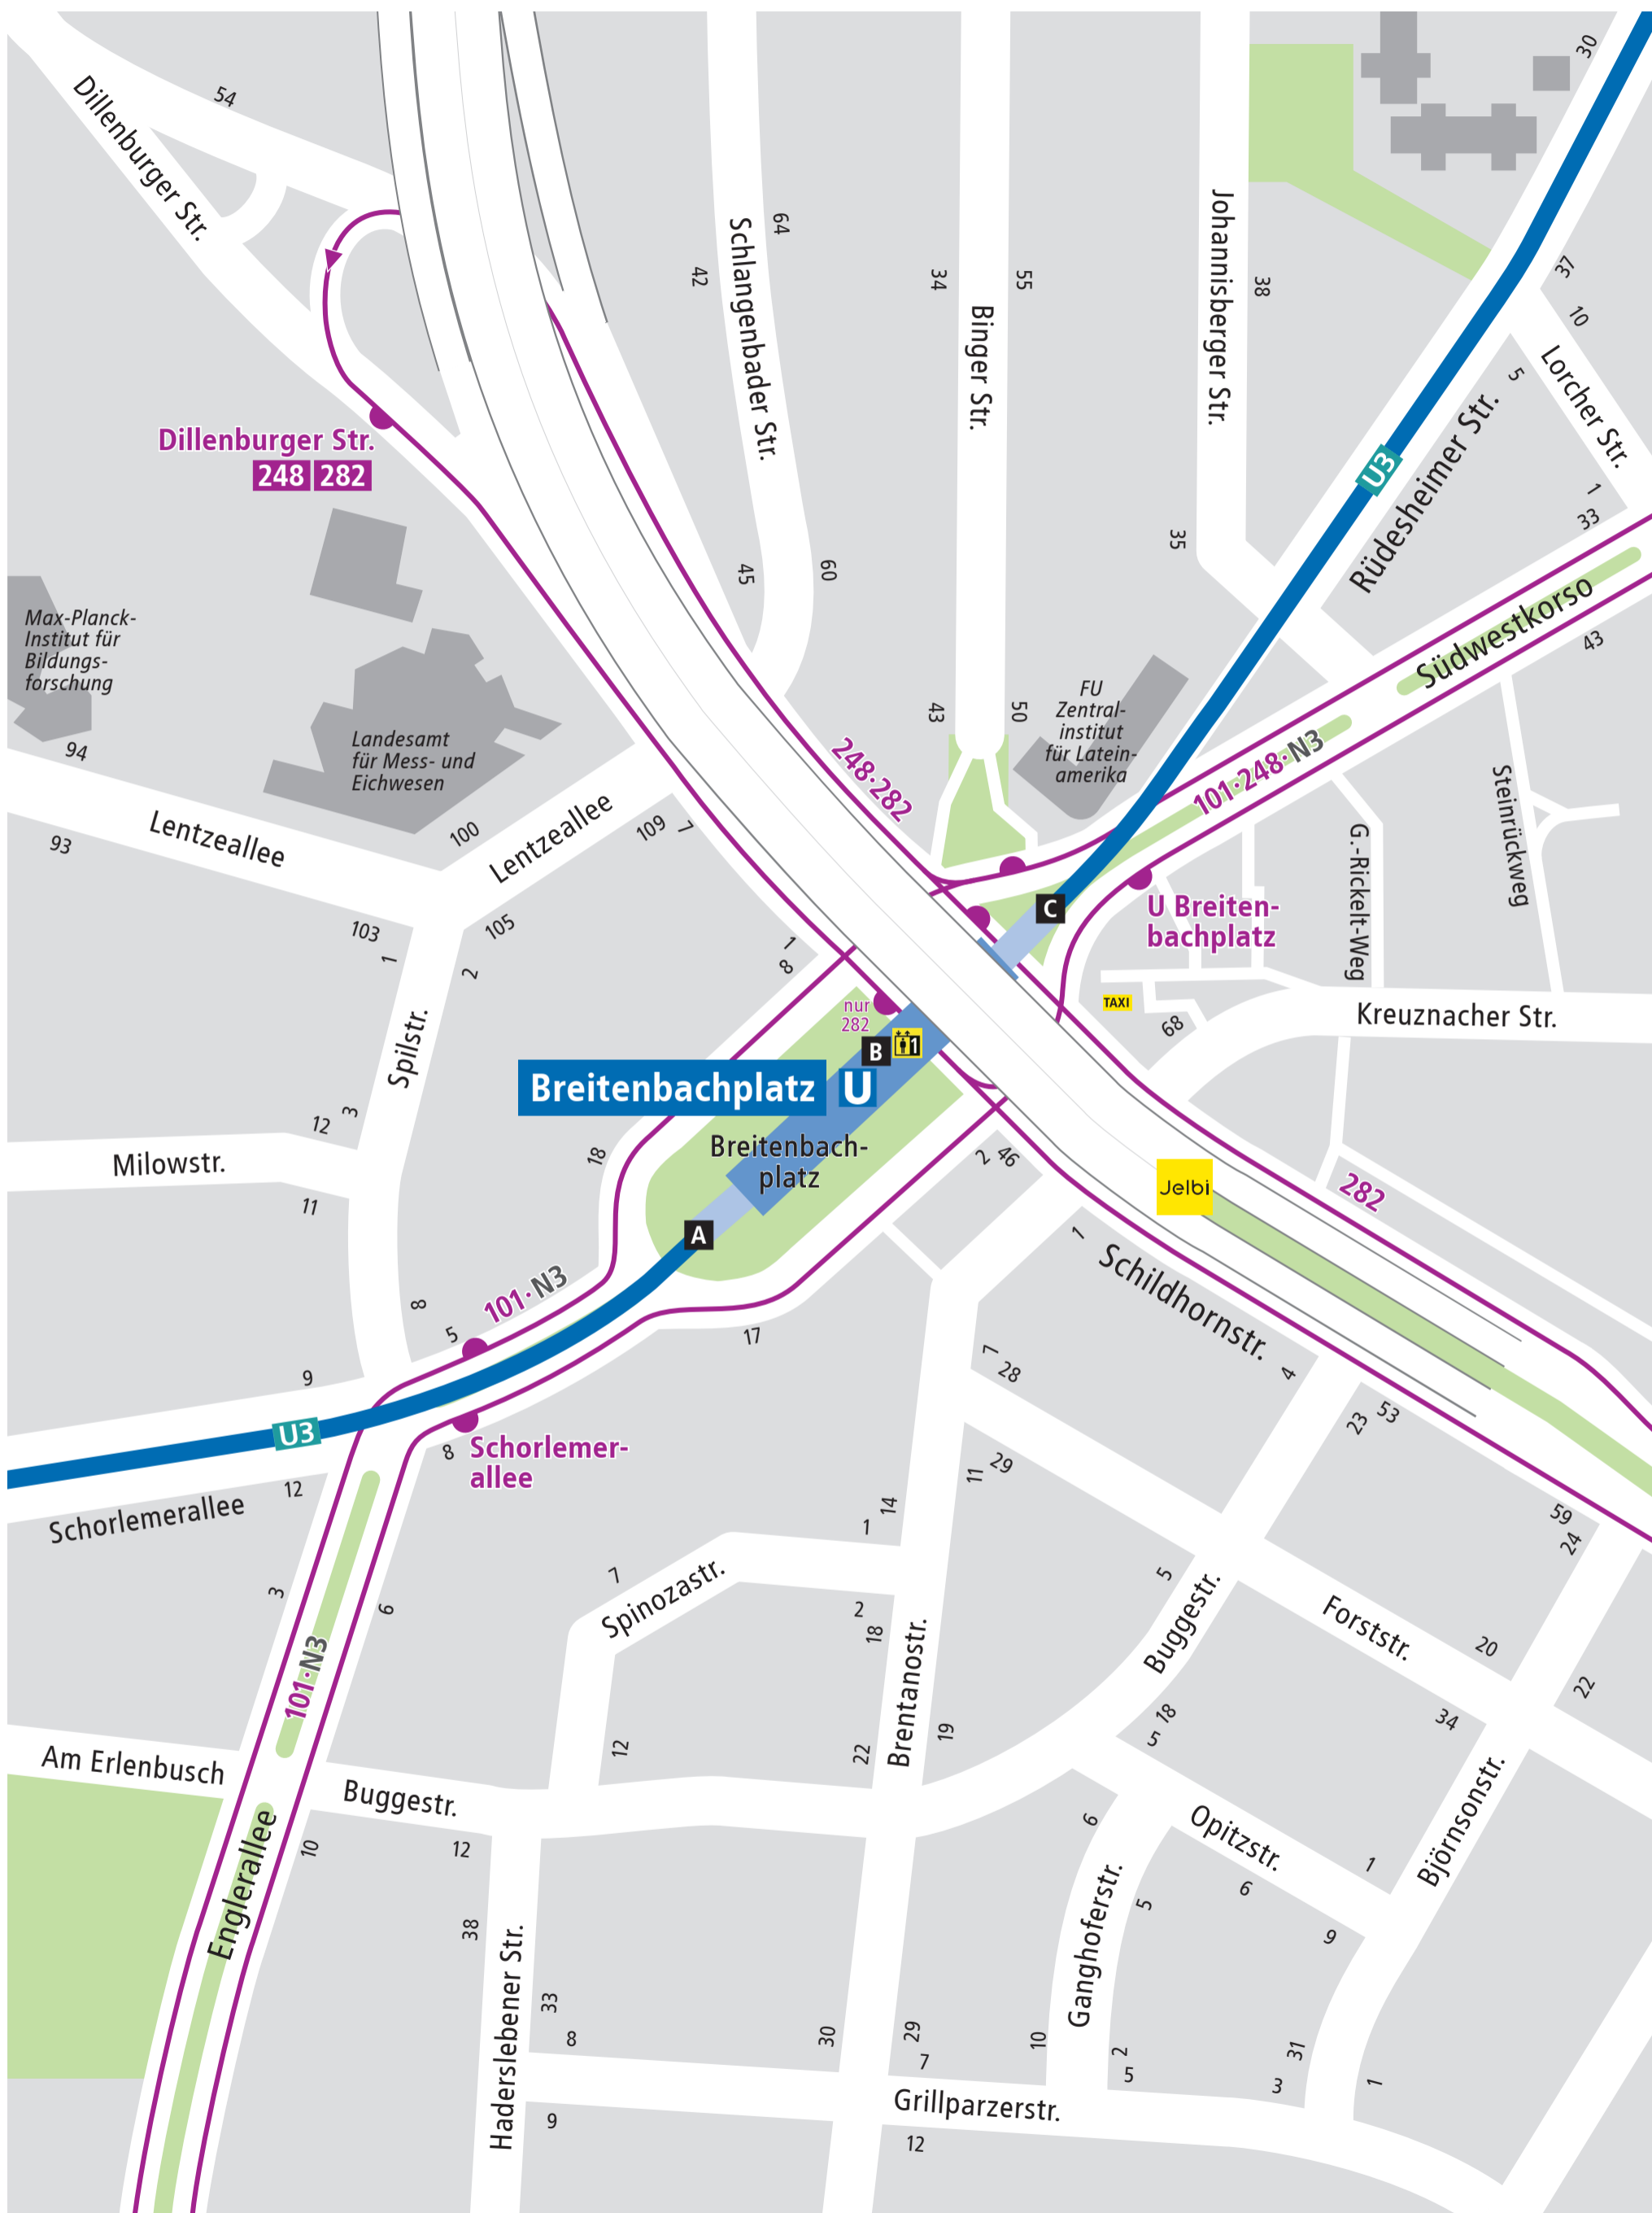 30
54
Dillenburger Str.
64
42
Schlangenbader Str.
34
55
Binger Str.
Johannisberger Str.
38
37
10
5
Lorcher Str.
U3
Rüdesheimer Str.
1
33
Dillenburger Str.
248 282
35
45
60
Südwestkorso
43
Max-Planck-
Institut für
Bildungs-
forschung
94
Landesamt
für Mess- und
Eichwesen
43
50
FU
Zentral-
institut
für Latein-
amerika
248·282
101·248·N3
Steinrückweg
G.-Rickelt-Weg
Lentzeallee
93
100
Lentzeallee
109
7
103
1
105
2
1
8
C
U Breiten-
bachplatz
TAXI
68
Kreuznacher Str.
nur
282
B
1
Breitenbachplatz U
Breitenbach-
platz
A
Spilstr.
12
3
Milowstr.
11
18
2
46
Jelbi
282
1
Schildhornstr.
101·N3
8
5
9
17
7
28
4
23
53
U3
12
Schorlemerallee
8
Schorlemer-
allee
11
29
59
24
14
1
7
Spinozastr.
2
18
5
Buggestr.
Forststr.
20
22
34
3
6
101·N3
Brentanostr.
19
22
12
18
5
Am Erlenbusch
Buggestr.
12
10
Englerallee
6
Opitzstr.
1
6
9
Björnsonstr.
Ganghoferstr.
5
38
Haderslebener Str.
33
8
30
29
7
10
2
5
31
3
1
9
Grillparzerstr.
12